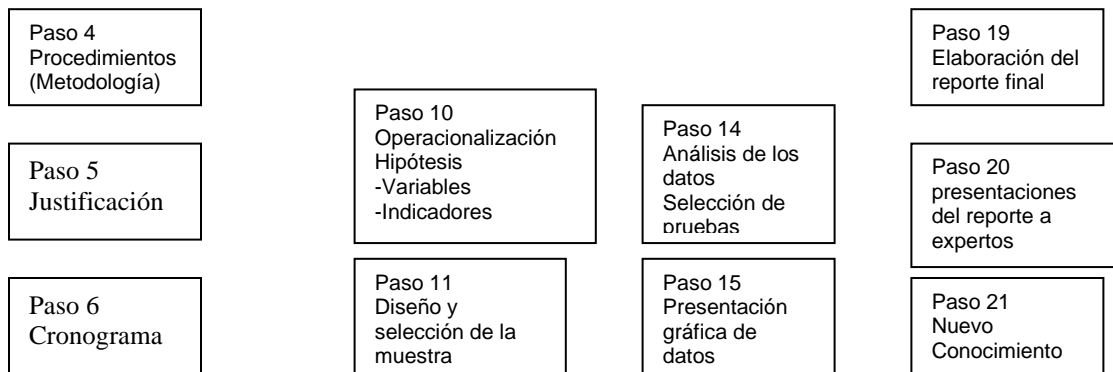 Paso 4
Procedimientos
(Metodología)
Paso 5
Justificación
Paso 6
Cronograma
Paso 10
Operacionalización
Hipótesis
-Variables
-Indicadores
Paso 11
Diseño y
selección de la
muestra
Paso 14
Análisis de los
datos
Selección de
pruebas
Paso 15
Presentación
gráfica de
datos
Paso 19
Elaboración del
reporte final
Paso 20
presentaciones
del reporte a
expertos
Paso 21
Nuevo
Conocimiento